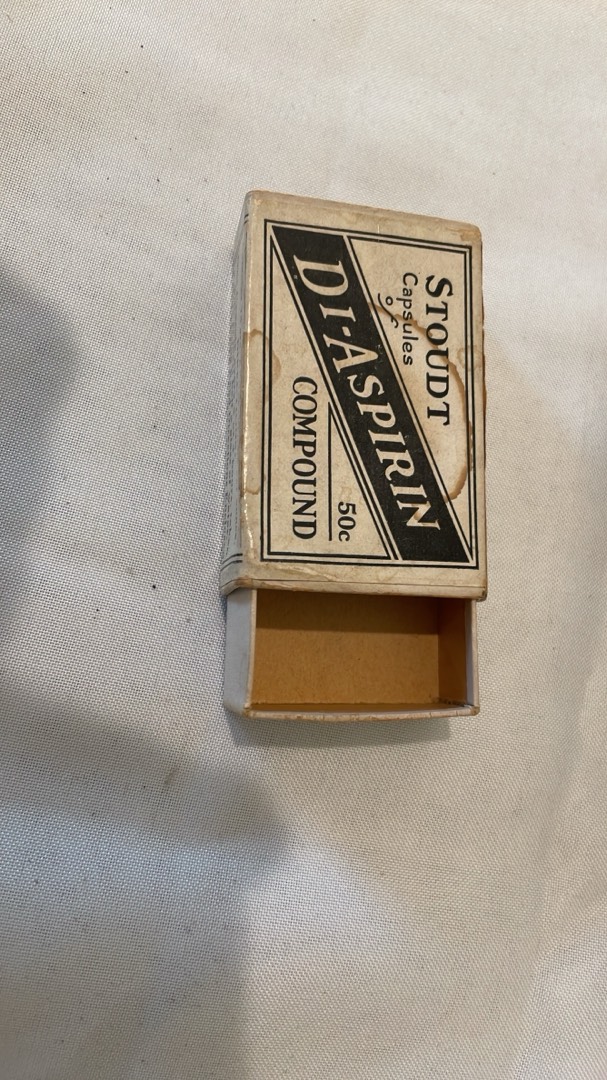 STOUDT
Capsules
of
DI-ASPIRIN
COMPOUND
50c